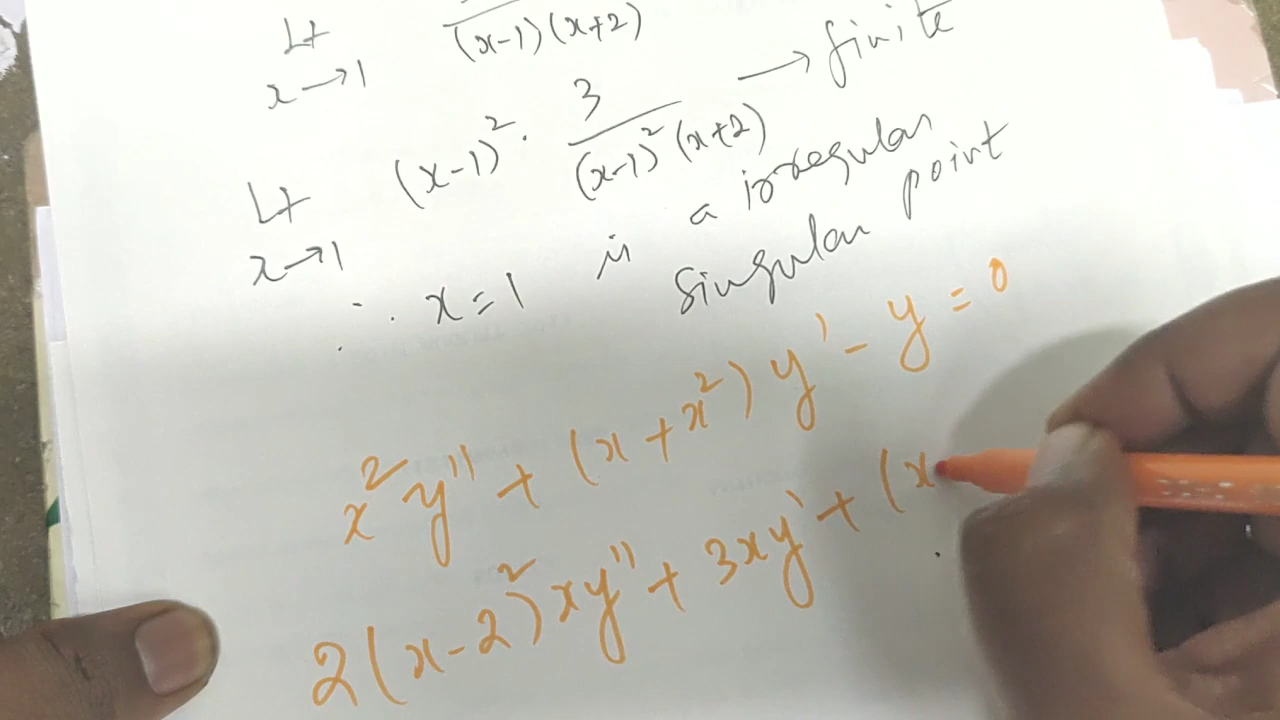 Lt x→1 /(x-1)(x+2)
Lt x→1 (x-1)² · 3/(x-1)²(x+2) → finite
∴ x = 1 is a irregular
singular point
x²y'' + (x+x²)y' - y = 0
2(x-2)²xy'' + 3xy' + (x